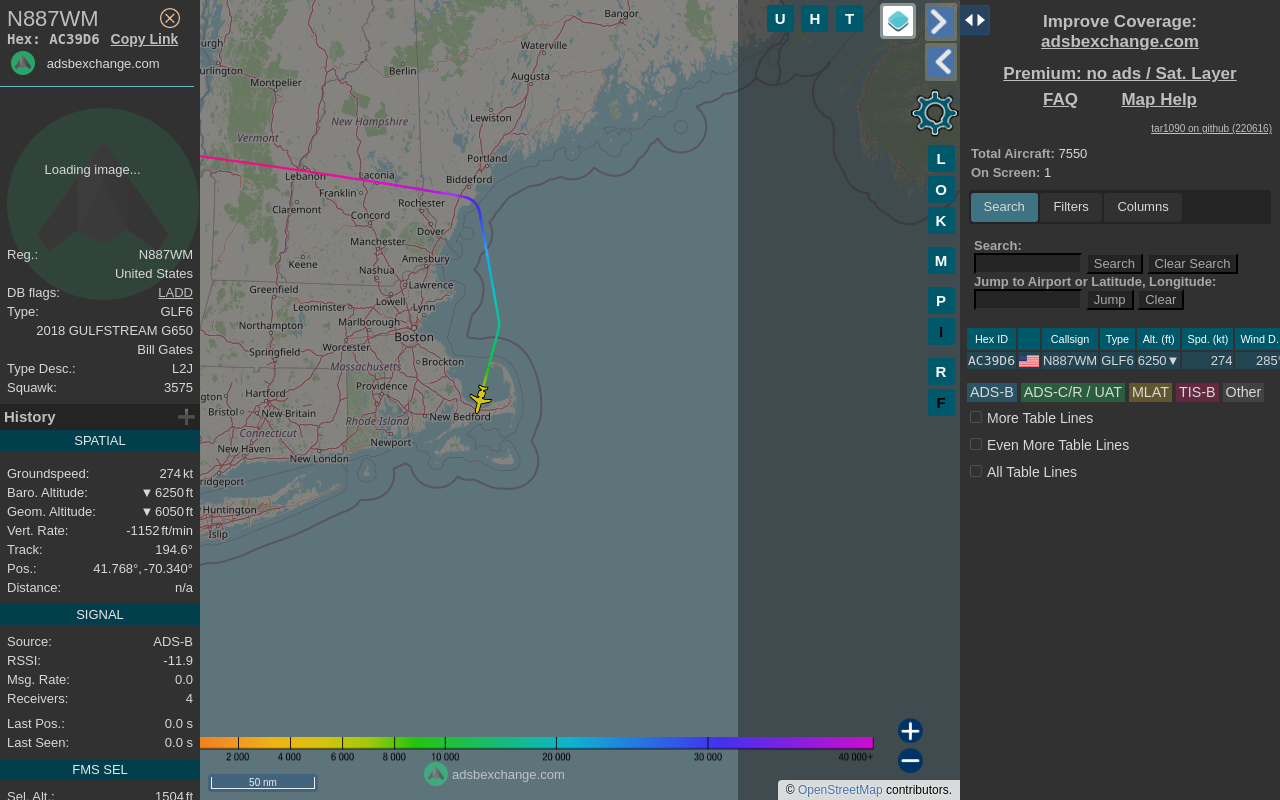 N887WM
Hex: AC39D6 Copy Link
adsbexchange.com
Loading image...
Reg.: N887WM
United States
DB flags: LADD
Type: GLF6
2018 GULFSTREAM G650
Bill Gates
Type Desc.: L2J
Squawk: 3575
History
SPATIAL
Groundspeed: 274 kt
Baro. Altitude: ▼ 6250 ft
Geom. Altitude: ▼ 6050 ft
Vert. Rate: -1152 ft/min
Track: 194.6°
Pos.: 41.768°, -70.340°
Distance: n/a
SIGNAL
Source: ADS-B
RSSI: -11.9
Msg. Rate: 0.0
Receivers: 4
Last Pos.: 0.0 s
Last Seen: 0.0 s
FMS SEL
Sel. Alt.: 1504 ft
Bangor
Waterville
urgh
urlington
Berlin
Montpelier
Augusta
Lewiston
New Hampshire
Vermont
Portland
Lebanon
Laconia
Biddeford
Franklin
Rochester
Claremont
Concord
Dover
Manchester
Keene
Amesbury
Nashua
Greenfield
Lawrence
Lowell
Leominster
Lynn
Northampton
Marlborough
Boston
Springfield
Worcester
Brockton
Massachusetts
Providence
gton
Hartford
Bristol
New Britain
New Bedford
Rhode Island
Connecticut
Newport
New Haven
New London
ridgeport
Huntington
Islip
U H T
L
O
K
M
P
I
R
F
2 000 4 000 6 000 8 000 10 000 20 000 30 000 40 000+
adsbexchange.com
50 nm
© OpenStreetMap contributors.
Improve Coverage:
adsbexchange.com
Premium: no ads / Sat. Layer
FAQ Map Help
tar1090 on github (220616)
Total Aircraft: 7550
On Screen: 1
Search Filters Columns
Search:
Search Clear Search
Jump to Airport or Latitude, Longitude:
Jump Clear
Hex ID Callsign Type Alt. (ft) Spd. (kt) Wind D.
AC39D6 N887WM GLF6 6250▼ 274 285°
ADS-B ADS-C/R / UAT MLAT TIS-B Other
More Table Lines
Even More Table Lines
All Table Lines